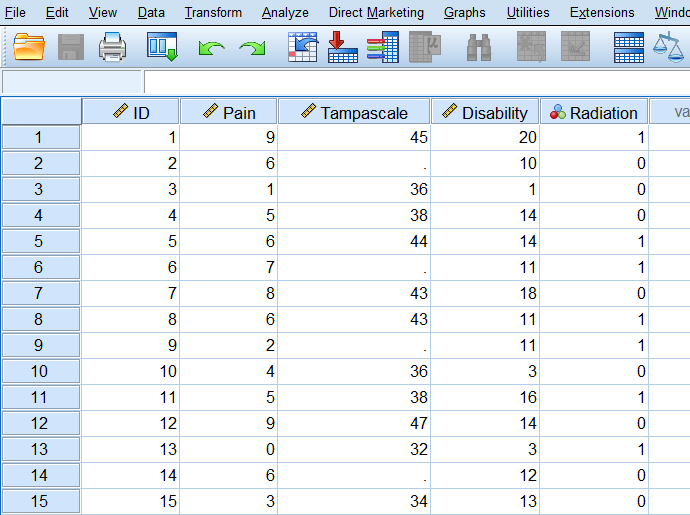 File Edit View Data Transform Analyze Direct Marketing Graphs Utilities Extensions
ID Pain Tampascale Disability Radiation va
1 1 9 45 20 1
2 2 6 . 10 0
3 3 1 36 1 0
4 4 5 38 14 0
5 5 6 44 14 1
6 6 7 . 11 1
7 7 8 43 18 0
8 8 6 43 11 1
9 9 2 . 11 1
10 10 4 36 3 0
11 11 5 38 16 1
12 12 9 47 14 0
13 13 0 32 3 1
14 14 6 . 12 0
15 15 3 34 13 0